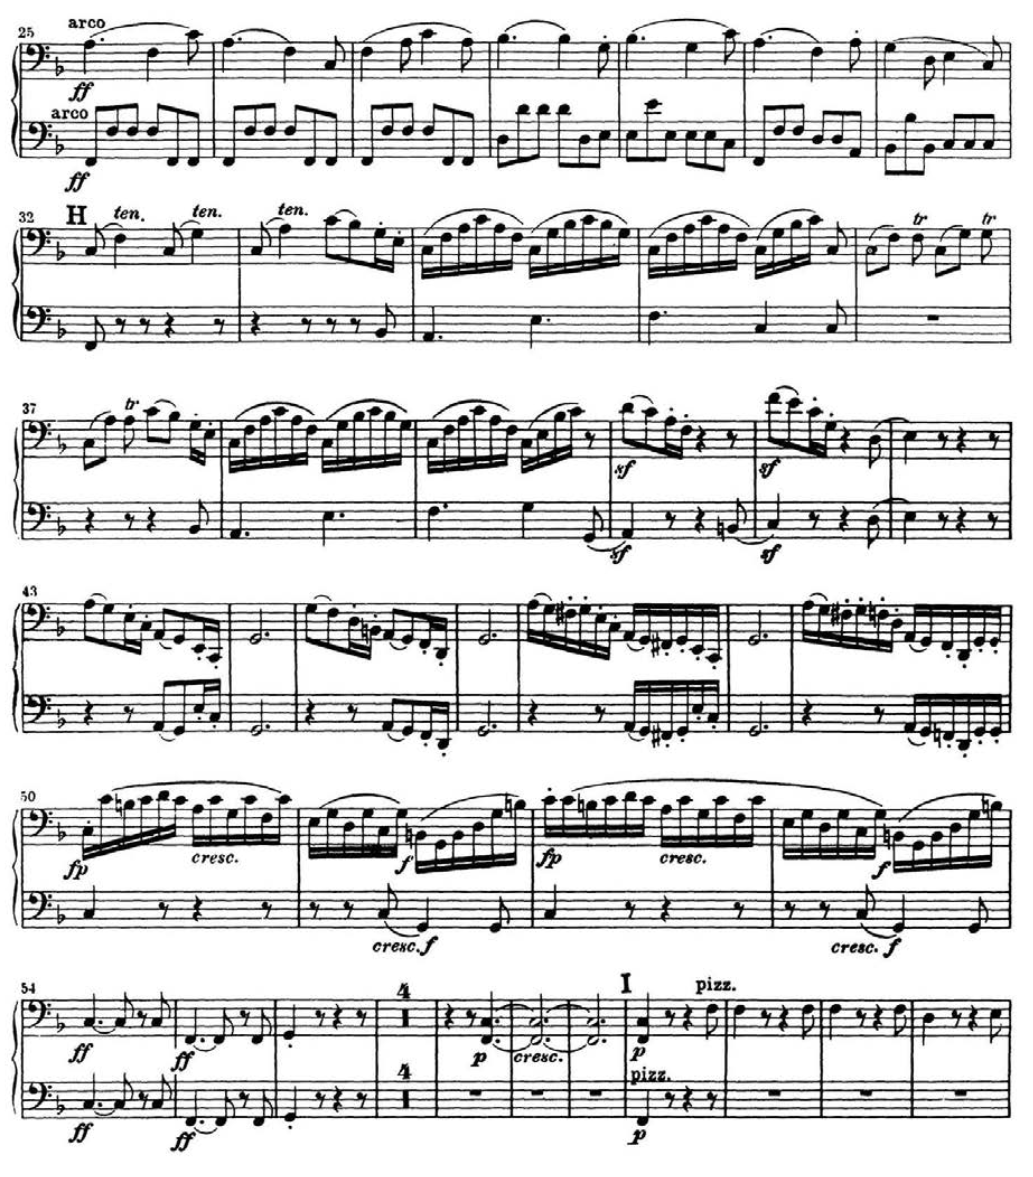 arco
25
ff
arco
ff
32 H ten. ten. ten. tr tr
37 tr
sf sf
sf sf
43
50
fp cresc. f fp cresc. f
cresc. f cresc. f
54 4 I pizz.
ff ff p cresc. p
4 pizz.
ff ff p